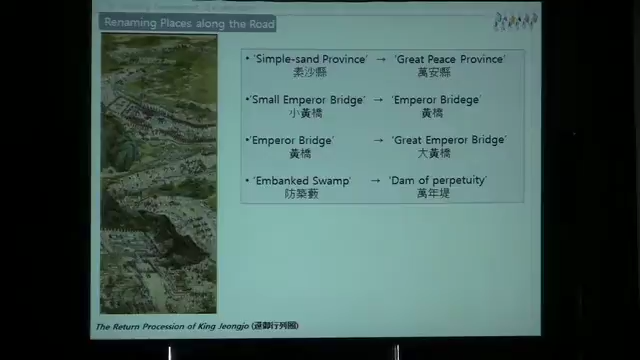 Renaming Places along the Road
• 'Simple-sand Province' → 'Great Peace Province'
素沙縣 萬安縣
•'Small Emperor Bridge' → 'Emperor Bridege'
小黃橋 黃橋
•'Emperor Bridge' → 'Great Emperor Bridge'
黃橋 大黃橋
• 'Embanked Swamp' → 'Dam of perpetuity'
防築藪 萬年堤
The Return Procession of King Jeongjo (還御行列圖)